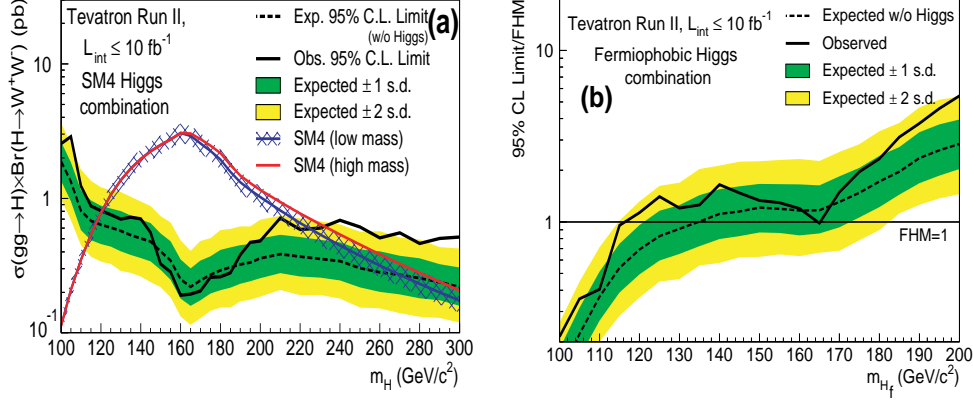 Tevatron Run II,
L_int ≤ 10 fb⁻¹
SM4 Higgs
combination
Exp. 95% C.L. Limit
(w/o Higgs)
Obs. 95% C.L. Limit
Expected ± 1 s.d.
Expected ± 2 s.d.
SM4 (low mass)
SM4 (high mass)
(a)
σ(gg→H)×Br(H→W⁺W⁻) (pb)
10
1
10⁻¹
100 120 140 160 180 200 220 240 260 280 300
m_H (GeV/c²)
Tevatron Run II, L_int ≤ 10 fb⁻¹
Fermiophobic Higgs
combination
Expected w/o Higgs
Observed
Expected ± 1 s.d.
Expected ± 2 s.d.
(b)
95% CL Limit/FHM
10
1
FHM=1
100 110 120 130 140 150 160 170 180 190 200
m_H_f (GeV/c²)